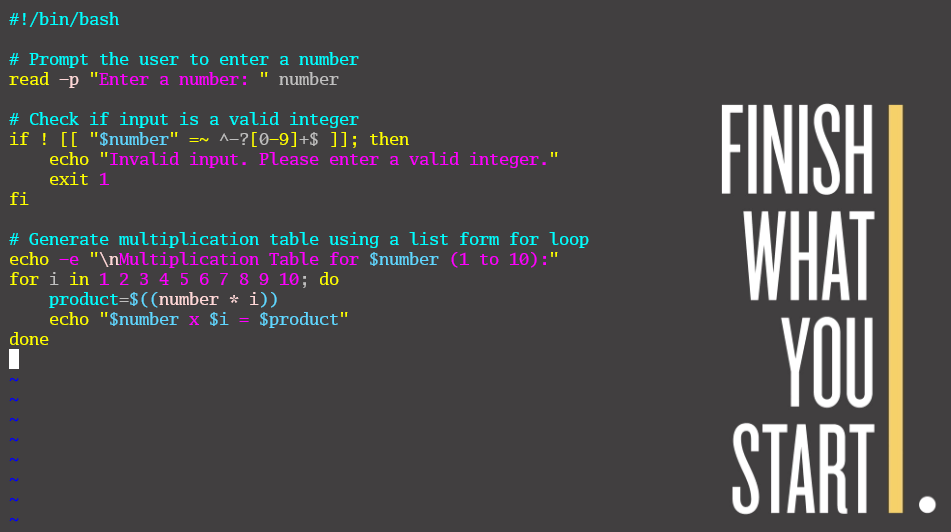 #!/bin/bash

# Prompt the user to enter a number
read -p "Enter a number: " number

# Check if input is a valid integer
if ! [[ "$number" =~ ^-?[0-9]+$ ]]; then
    echo "Invalid input. Please enter a valid integer."
    exit 1
fi

# Generate multiplication table using a list form for loop
echo -e "\nMultiplication Table for $number (1 to 10):"
for i in 1 2 3 4 5 6 7 8 9 10; do
    product=$((number * i))
    echo "$number x $i = $product"
done
~
~
~
~
~
~
~
~
FINISH
WHAT
YOU
START.